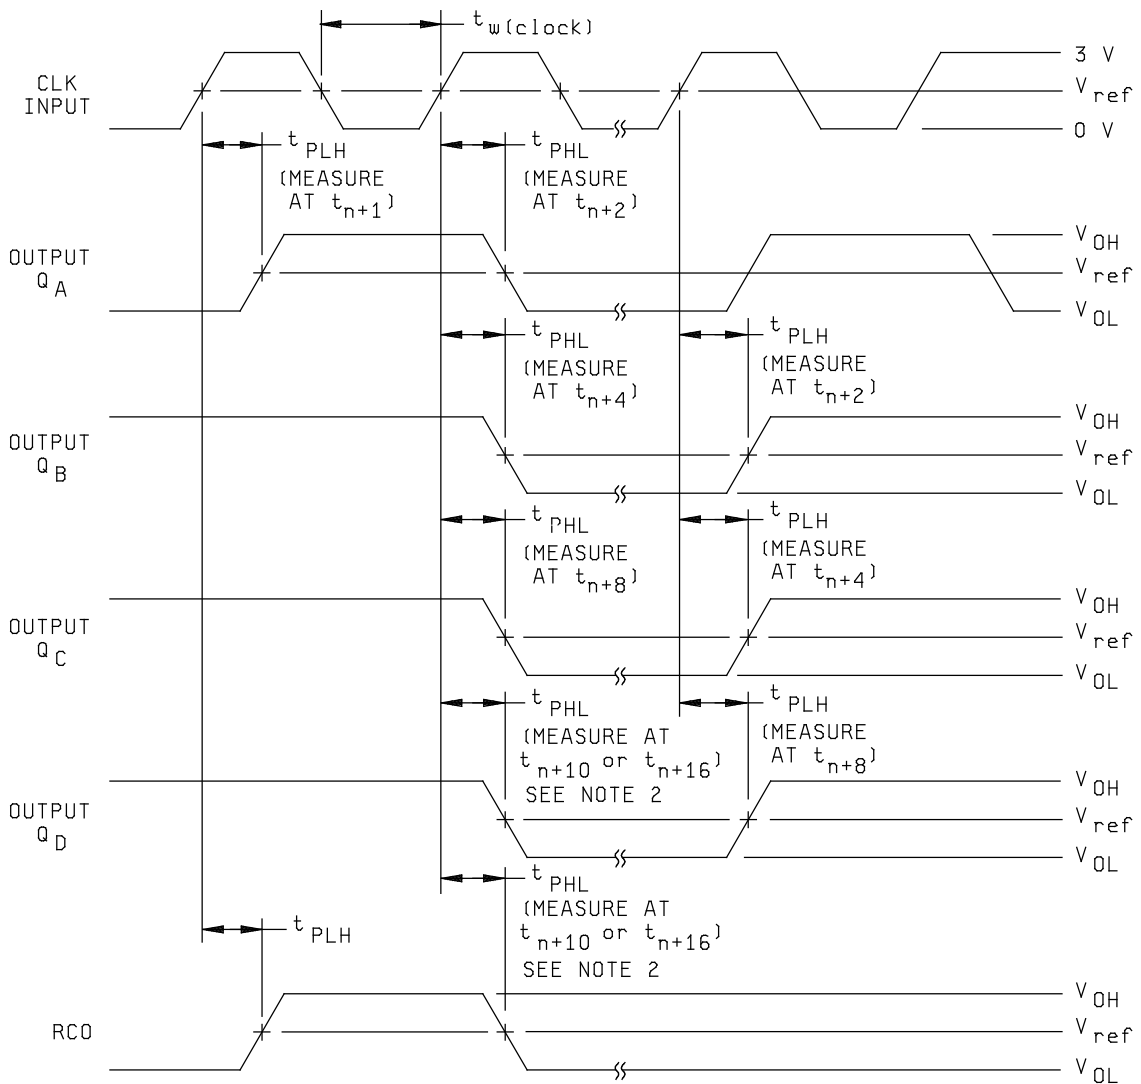 t w(clock)
CLK
INPUT
3 V
V ref
0 V
t PLH
(MEASURE
AT t n+1)
t PHL
(MEASURE
AT t n+2)
OUTPUT
Q A
V OH
V ref
V OL
t PHL
(MEASURE
AT t n+4)
t PLH
(MEASURE
AT t n+2)
OUTPUT
Q B
V OH
V ref
V OL
t PHL
(MEASURE
AT t n+8)
t PLH
(MEASURE
AT t n+4)
OUTPUT
Q C
V OH
V ref
V OL
t PHL
(MEASURE AT
t n+10 or t n+16)
SEE NOTE 2
t PLH
(MEASURE
AT t n+8)
OUTPUT
Q D
V OH
V ref
V OL
t PHL
(MEASURE AT
t n+10 or t n+16)
SEE NOTE 2
t PLH
RCO
V OH
V ref
V OL